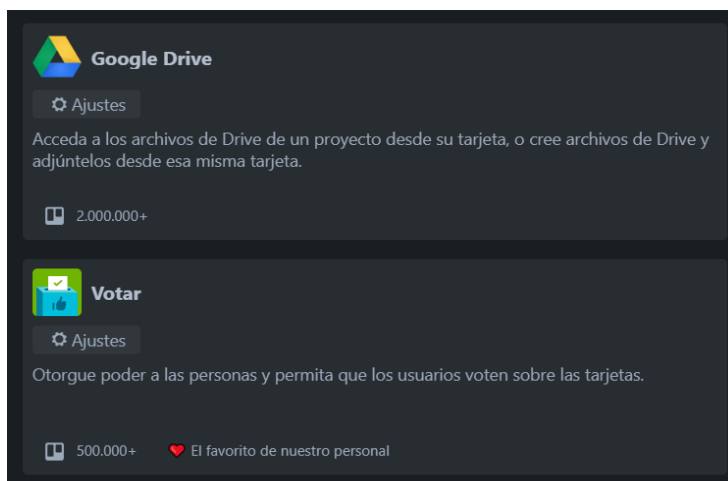 Google Drive
Ajustes
Acceda a los archivos de Drive de un proyecto desde su tarjeta, o cree archivos de Drive y
adjúntelos desde esa misma tarjeta.
2.000.000+
Votar
Ajustes
Otorgue poder a las personas y permita que los usuarios voten sobre las tarjetas.
500.000+ El favorito de nuestro personal